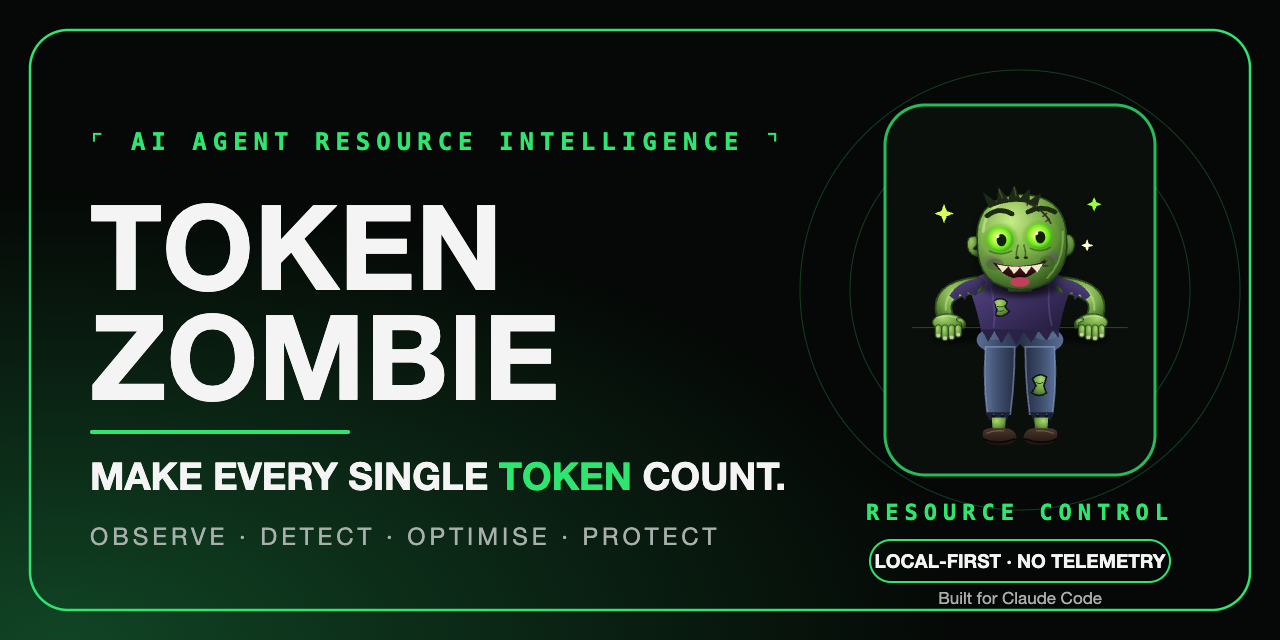 ⌜ AI AGENT RESOURCE INTELLIGENCE ⌝
TOKEN
ZOMBIE
MAKE EVERY SINGLE TOKEN COUNT.
OBSERVE · DETECT · OPTIMISE · PROTECT
RESOURCE CONTROL
LOCAL-FIRST · NO TELEMETRY
Built for Claude Code